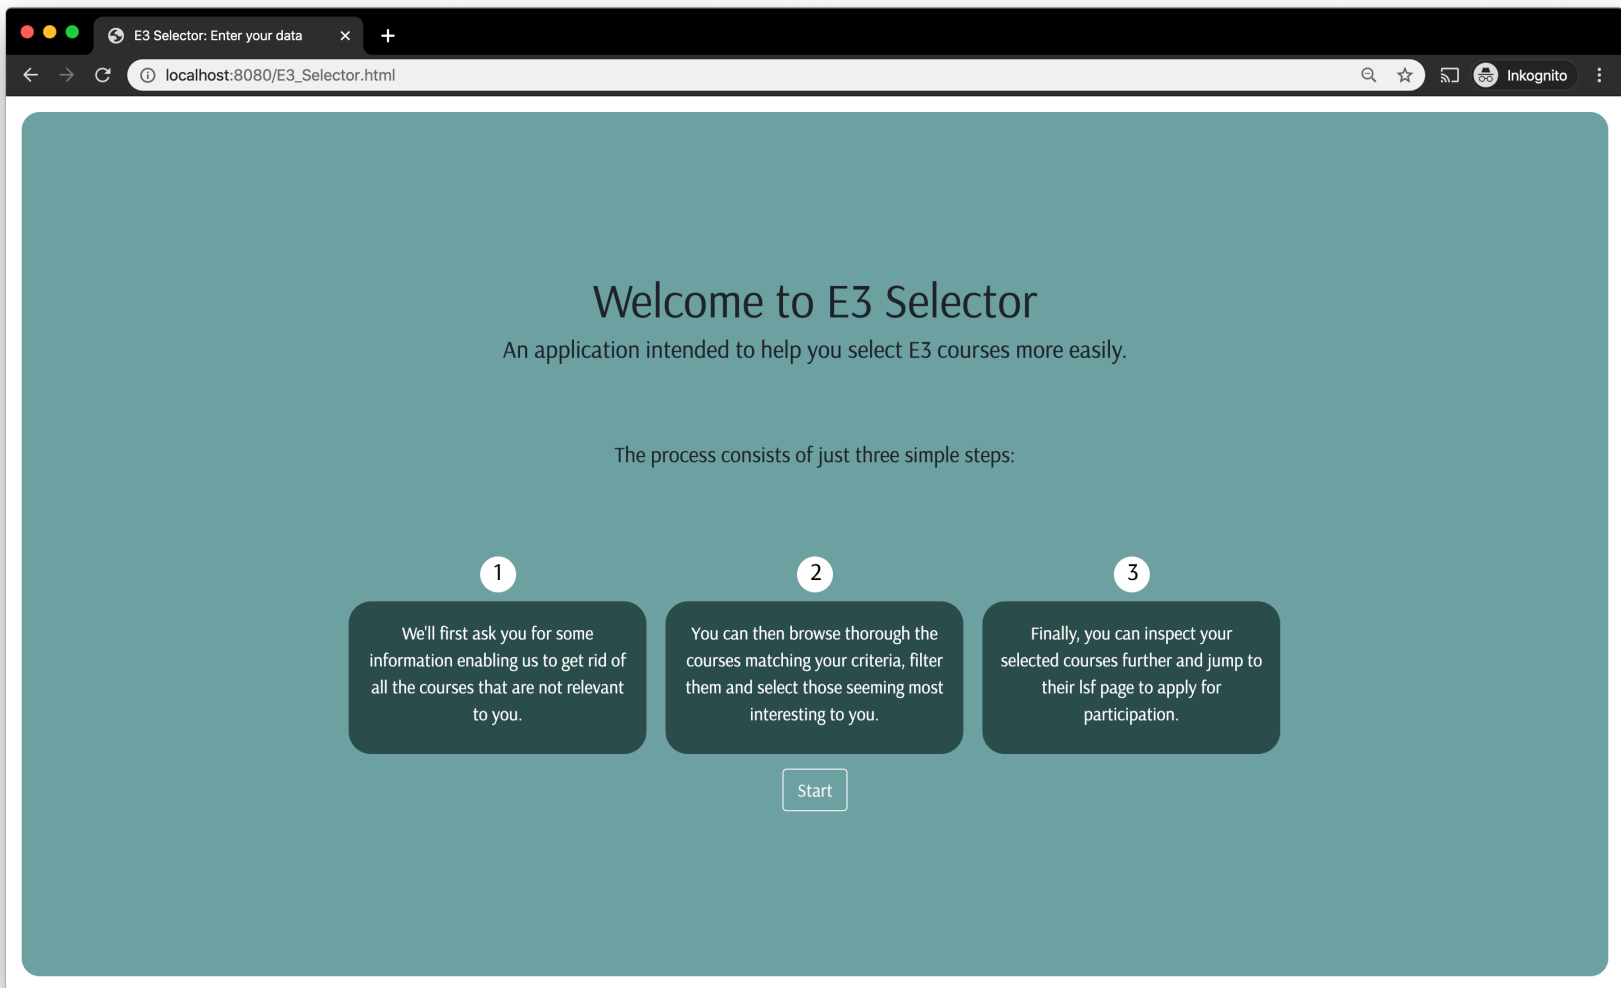 E3 Selector: Enter your data
localhost:8080/E3_Selector.html
Inkognito
Welcome to E3 Selector
An application intended to help you select E3 courses more easily.
The process consists of just three simple steps:
1
We'll first ask you for some
information enabling us to get rid of
all the courses that are not relevant
to you.
2
You can then browse thorough the
courses matching your criteria, filter
them and select those seeming most
interesting to you.
3
Finally, you can inspect your
selected courses further and jump to
their lsf page to apply for
participation.
Start